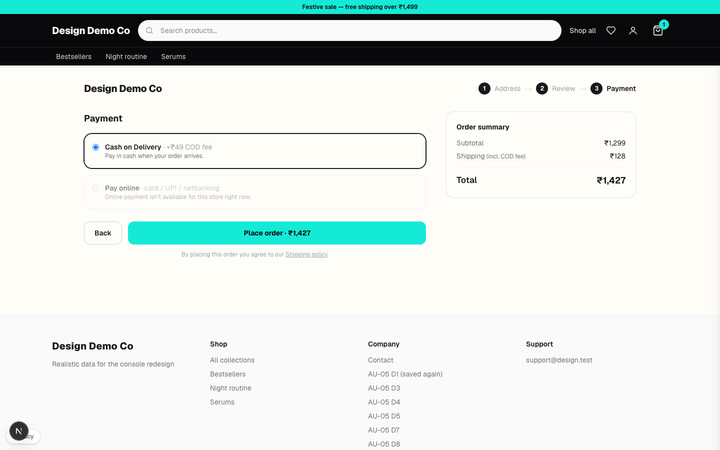 Festive sale — free shipping over ₹1,499
Design Demo Co
Search products...
Shop all
1
Bestsellers
Night routine
Serums
Design Demo Co
1 Address
2 Review
3 Payment
Payment
Cash on Delivery · +₹49 COD fee
Pay in cash when your order arrives.
Pay online · card / UPI / netbanking
Online payment isn't available for this store right now.
Back
Place order · ₹1,427
By placing this order you agree to our Shipping policy.
Order summary
Subtotal ₹1,299
Shipping (incl. COD fee) ₹128
Total ₹1,427
Design Demo Co
Realistic data for the console redesign
Shop
All collections
Bestsellers
Night routine
Serums
Company
Contact
AU-05 D1 (saved again)
AU-05 D3
AU-05 D4
AU-05 D5
AU-05 D7
AU-05 D8
Support
support@design.test
N